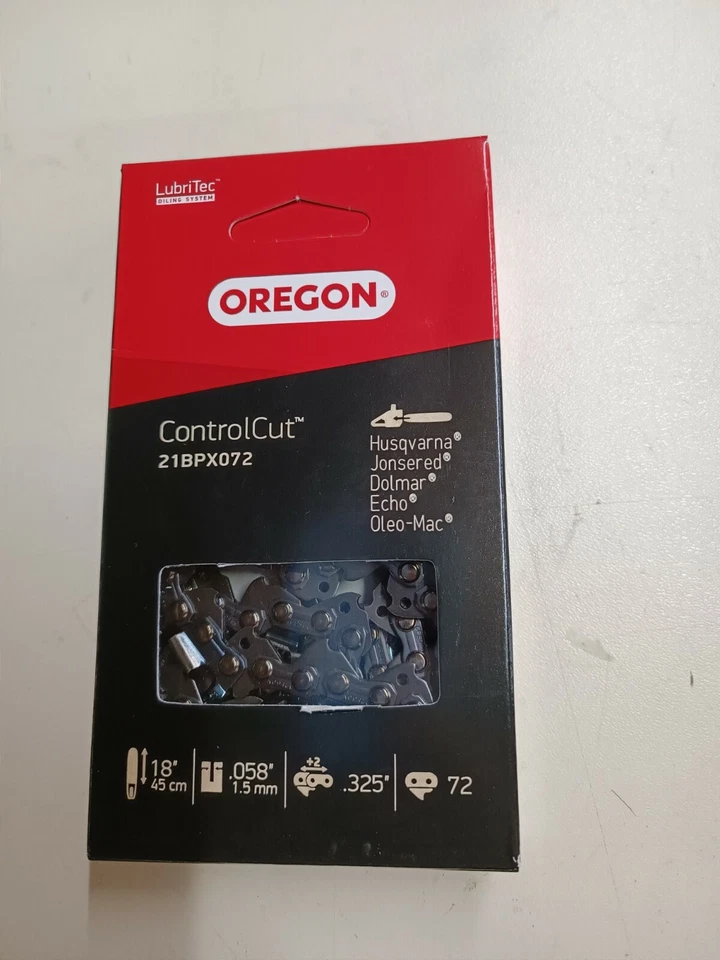 LubriTec™
OILING SYSTEM
OREGON®
ControlCut™
21BPX072
Husqvarna®
Jonsered®
Dolmar®
Echo®
Oleo-Mac®
18"
45 cm
.058"
1.5 mm
÷2
.325"
72